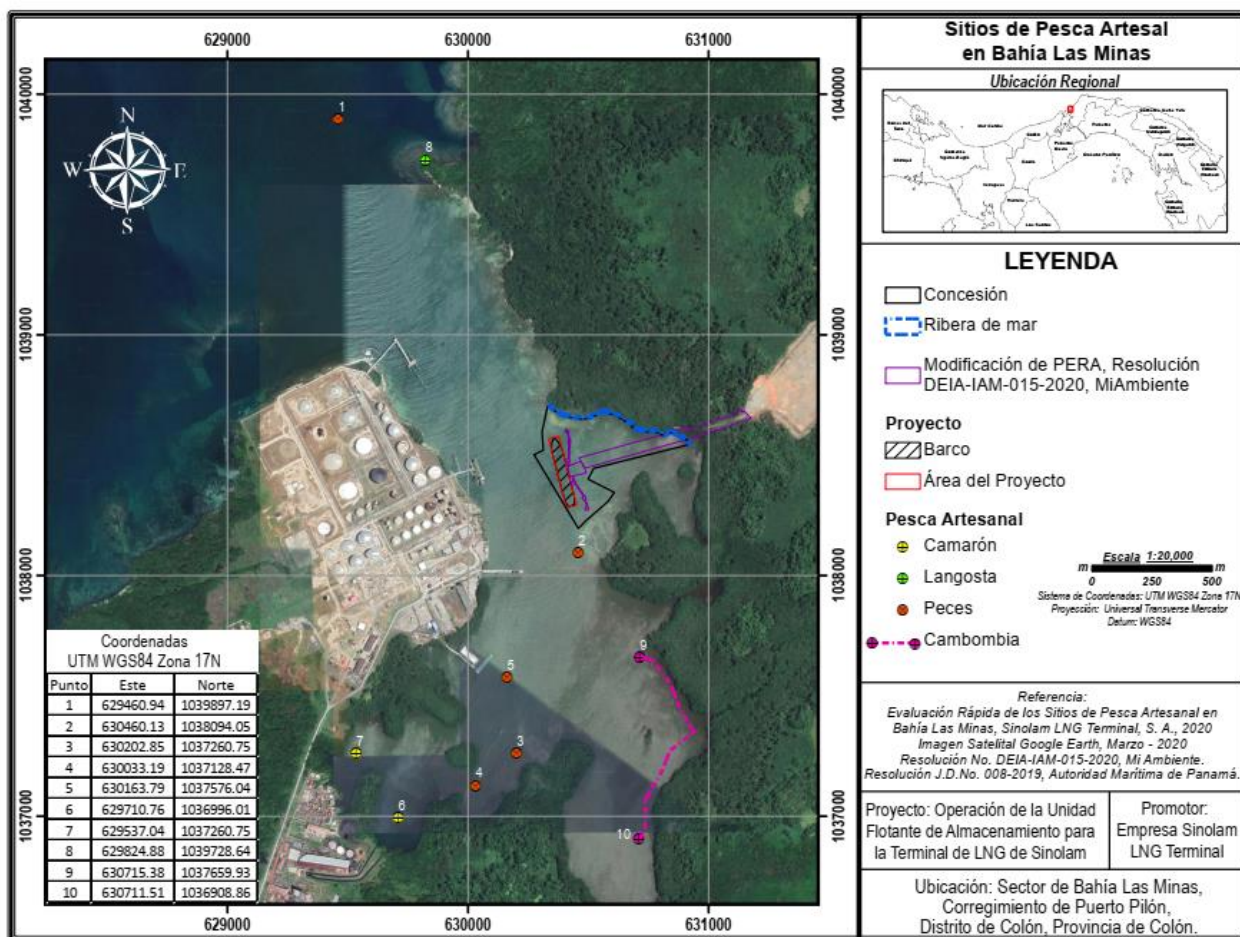 Sitios de Pesca Artesal
en Bahía Las Minas
Ubicación Regional
629000
630000
631000
1040000
1040000
1039000
1039000
1038000
1038000
1037000
1037000
629000
630000
631000
N
W
E
S
1
8
2
9
5
7
3
4
6
10
Coordenadas
UTM WGS84 Zona 17N
Punto Este Norte
1 629460.94 1039897.19
2 630460.13 1038094.05
3 630202.85 1037260.75
4 630033.19 1037128.47
5 630163.79 1037576.04
6 629710.76 1036996.01
7 629537.04 1037260.75
8 629824.88 1039728.64
9 630715.38 1037659.93
10 630711.51 1036908.86
LEYENDA
Concesión
Ribera de mar
Modificación de PERA, Resolución
DEIA-IAM-015-2020, MiAmbiente
Proyecto
Barco
Área del Proyecto
Pesca Artesanal
Camarón
Langosta
Peces
Cambombia
Escala 1:20,000
m m
0 250 500
Sistema de Coordenadas: UTM WGS84 Zona 17N
Proyección: Universal Transverse Mercator
Datum: WGS84
Referencia:
Evaluación Rápida de los Sitios de Pesca Artesanal en
Bahía Las Minas, Sinolam LNG Terminal, S. A., 2020
Imagen Satelital Google Earth, Marzo - 2020
Resolución No. DEIA-IAM-015-2020, Mi Ambiente.
Resolución J.D.No. 008-2019, Autoridad Marítima de Panamá.
Proyecto: Operación de la Unidad
Flotante de Almacenamiento para
la Terminal de LNG de Sinolam
Promotor:
Empresa Sinolam
LNG Terminal
Ubicación: Sector de Bahía Las Minas,
Corregimiento de Puerto Pilón,
Distrito de Colón, Provincia de Colón.